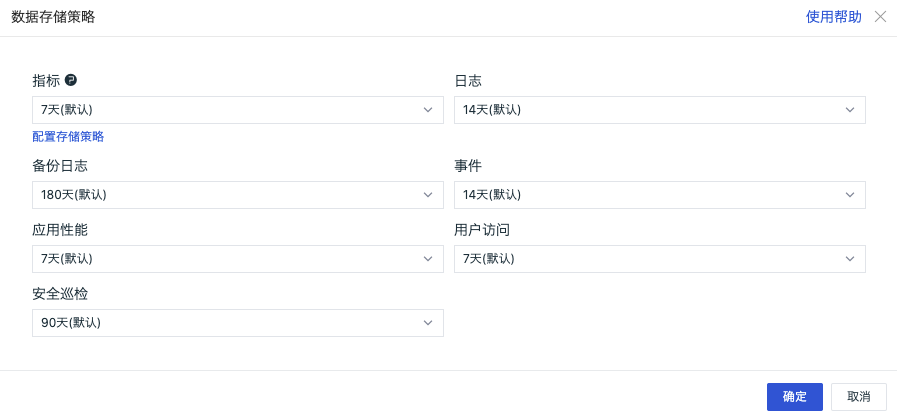 数据存储策略
使用帮助
指标
日志
7天(默认)
14天(默认)
配置存储策略
备份日志
事件
180天(默认)
14天(默认)
应用性能
用户访问
7天(默认)
7天(默认)
安全巡检
90天(默认)
确定
取消